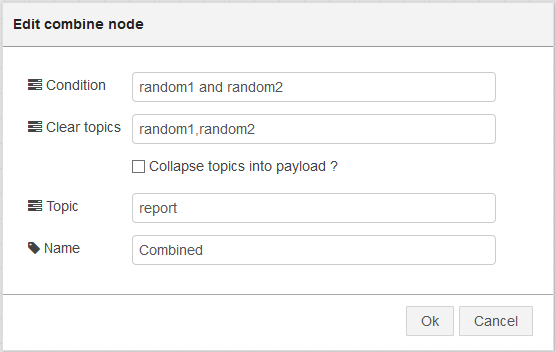 Edit combine node
Condition random1 and random2
Clear topics random1,random2
Collapse topics into payload ?
Topic report
Name Combined
Ok Cancel